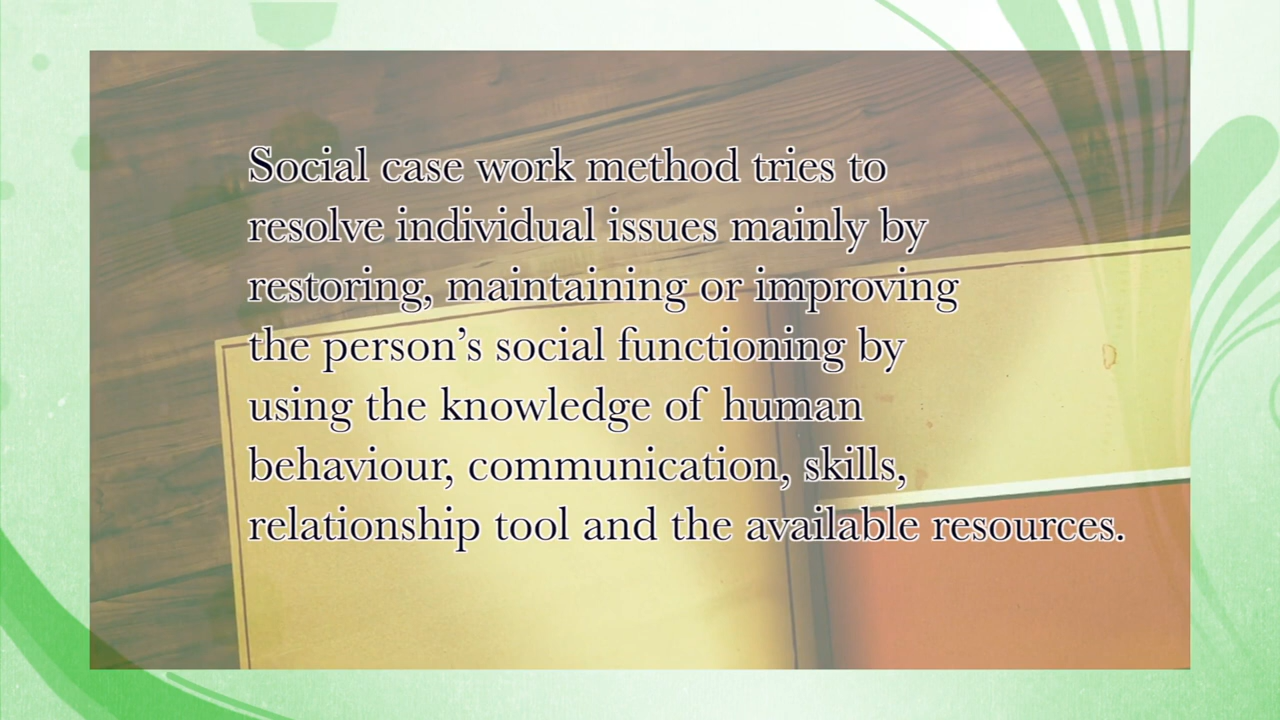 Social case work method tries to
resolve individual issues mainly by
restoring, maintaining or improving
the person’s social functioning by
using the knowledge of human
behaviour, communication, skills,
relationship tool and the available resources.